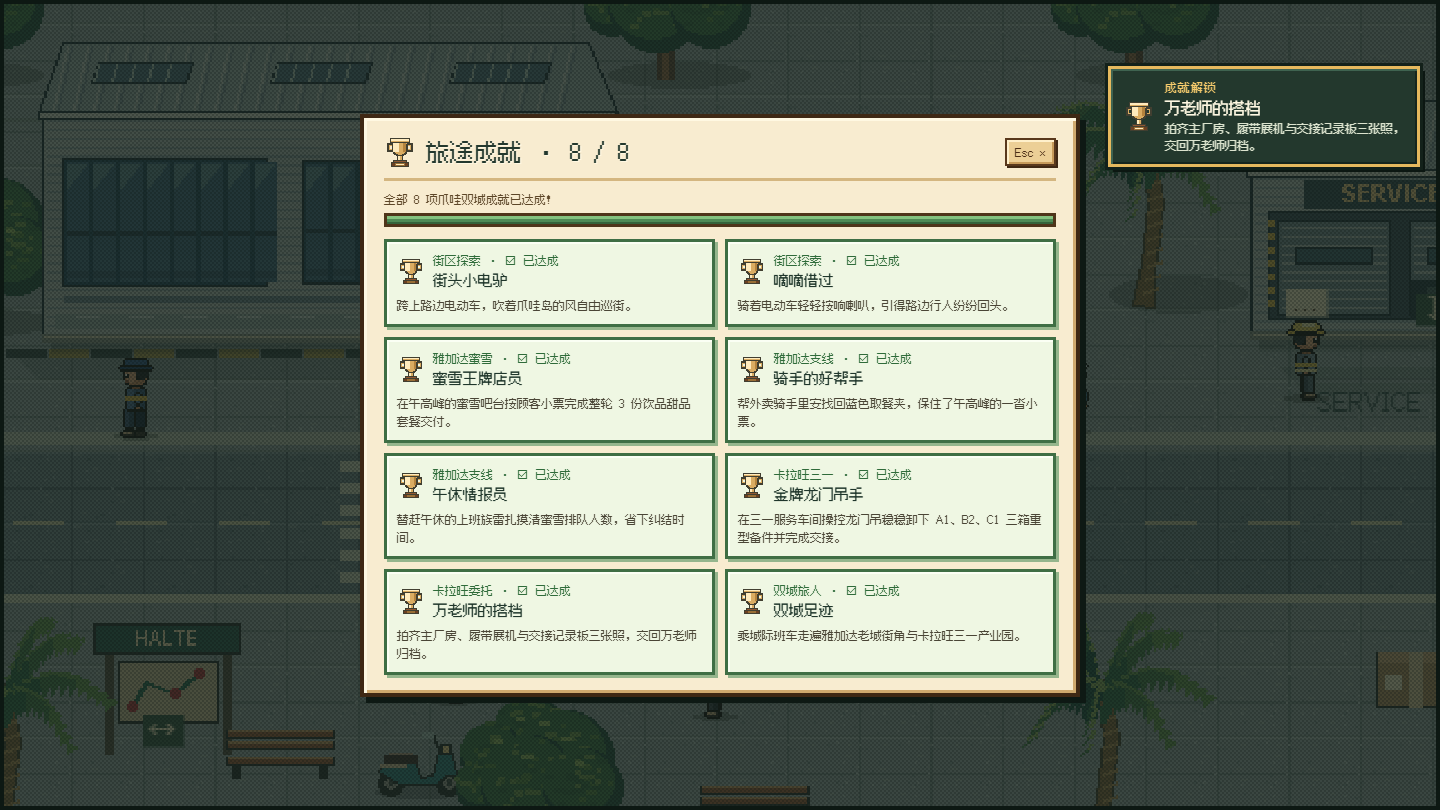 成就解锁
万老师的搭档
拍齐主厂房、履带展机与交接记录板三张照，
交回万老师归档。
旅途成就 · 8 / 8
Esc ×
全部 8 项爪哇双城成就已达成！
街区探索 · ☑ 已达成
街头小电驴
跨上路边电动车，吹着爪哇岛的风自由巡街。
街区探索 · ☑ 已达成
嘀嘀借过
骑着电动车轻轻按响喇叭，引得路边行人纷纷回头。
雅加达蜜雪 · ☑ 已达成
蜜雪王牌店员
在午高峰的蜜雪吧台按顾客小票完成整轮 3 份饮品甜品
套餐交付。
雅加达支线 · ☑ 已达成
骑手的好帮手
帮外卖骑手里安找回蓝色取餐夹，保住了午高峰的一沓小
票。
雅加达支线 · ☑ 已达成
午休情报员
替赶午休的上班族雷扎摸清蜜雪排队人数，省下纠结时
间。
卡拉旺三一 · ☑ 已达成
金牌龙门吊手
在三一服务车间操控龙门吊稳稳卸下 A1、B2、C1 三箱重
型备件并完成交接。
卡拉旺委托 · ☑ 已达成
万老师的搭档
拍齐主厂房、履带展机与交接记录板三张照，交回万老师
归档。
双城旅人 · ☑ 已达成
双城足迹
乘城际班车走遍雅加达老城街角与卡拉旺三一产业园。
SERVICE
...
SERVICE
HALTE